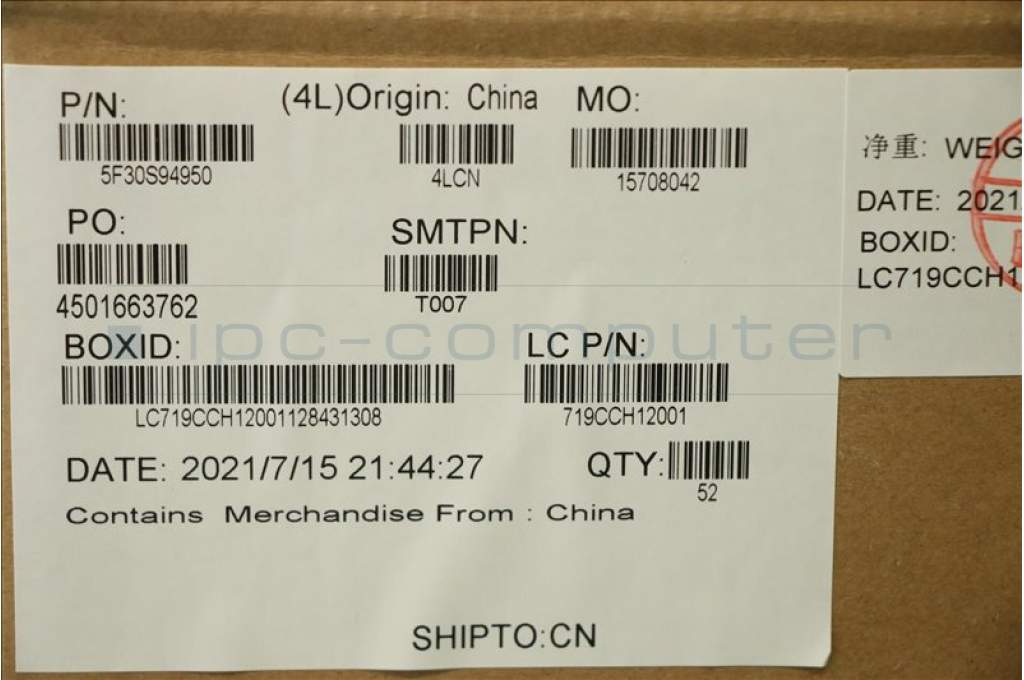 P/N: (4L)Origin: China MO:
5F30S94950 4LCN 15708042
PO: SMTPN:
4501663762 T007
ipc-computer
BOXID: LC P/N:
LC719CCH12001128431308 719CCH12001
DATE: 2021/7/15 21:44:27 QTY:
52
Contains Merchandise From : China
SHIPTO:CN
净重: WEIG
DATE: 2021
BOXID:
LC719CCH1